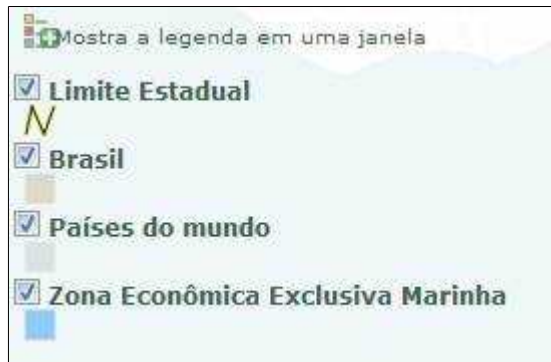 Mostra a legenda em uma janela
Limite Estadual
Brasil
Países do mundo
Zona Econômica Exclusiva Marinha